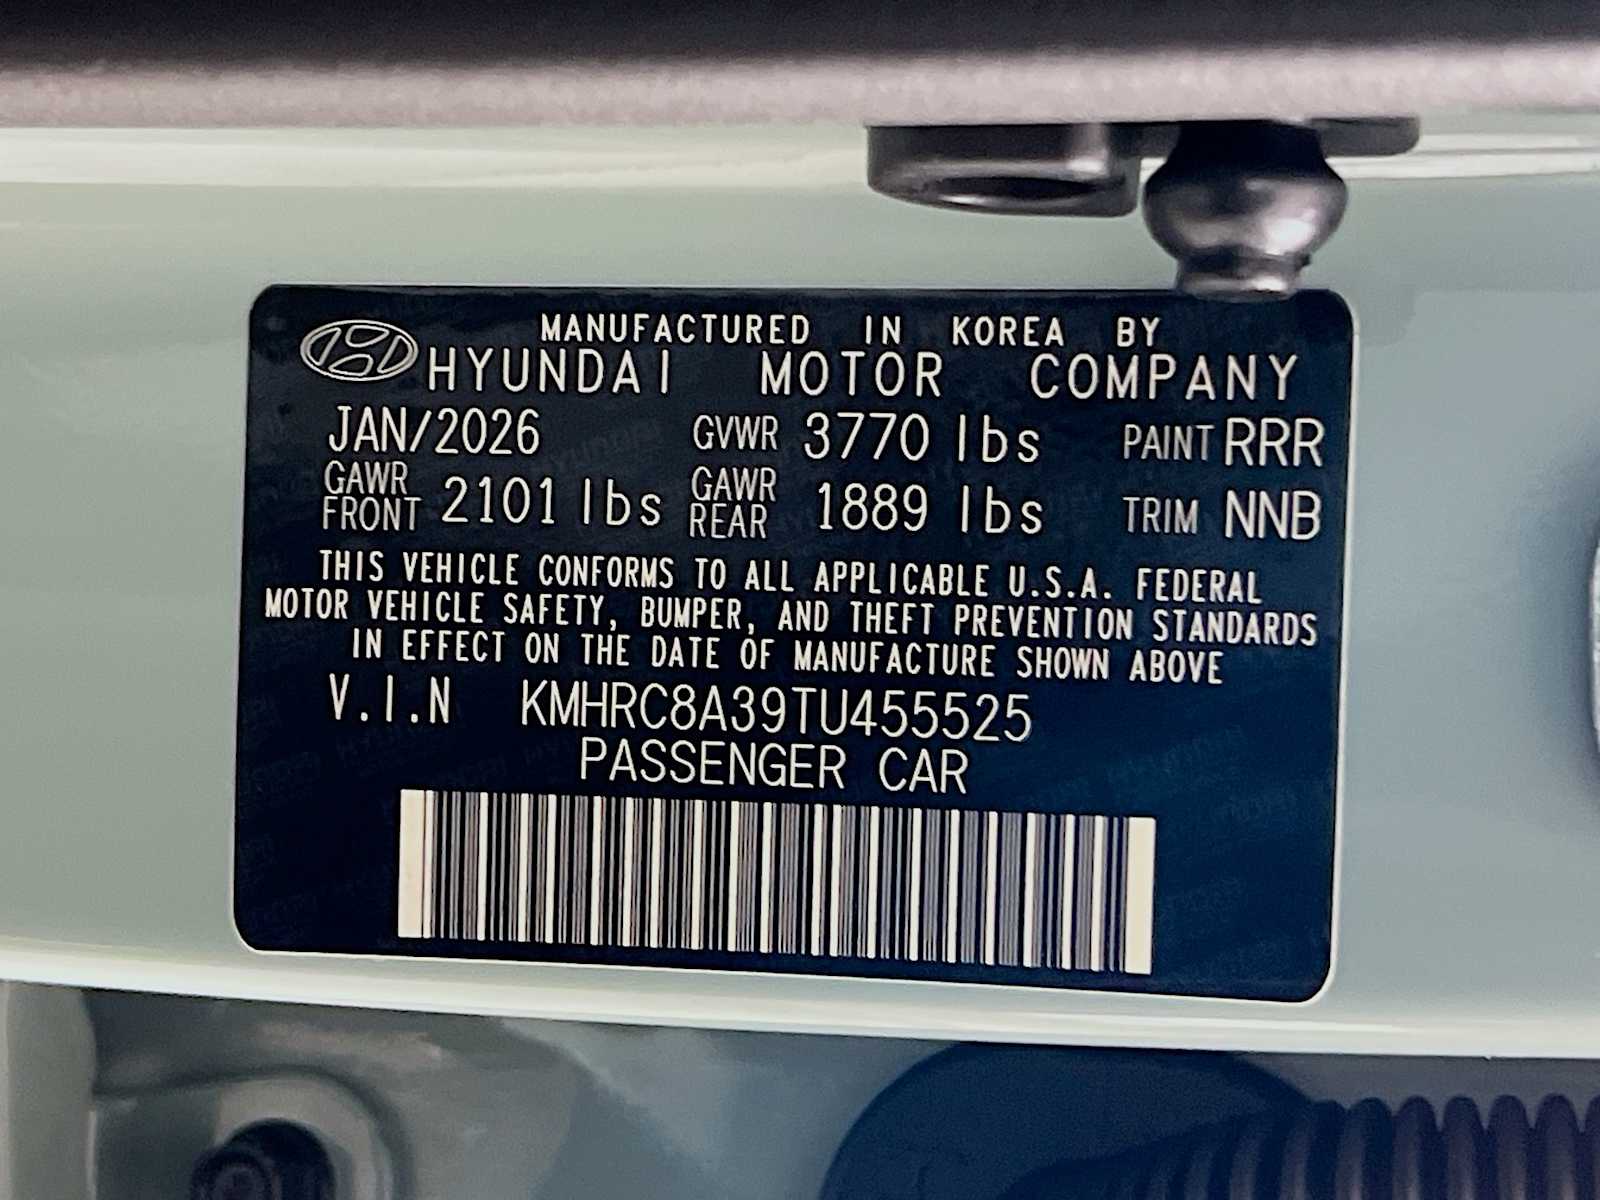 MANUFACTURED IN KOREA BY
HYUNDAI MOTOR COMPANY
JAN/2026 GVWR 3770 lbs PAINT RRR
GAWR FRONT 2101 lbs GAWR REAR 1889 lbs TRIM NNB
THIS VEHICLE CONFORMS TO ALL APPLICABLE U.S.A. FEDERAL
MOTOR VEHICLE SAFETY, BUMPER, AND THEFT PREVENTION STANDARDS
IN EFFECT ON THE DATE OF MANUFACTURE SHOWN ABOVE
V.I.N KMHRC8A39TU455525
PASSENGER CAR